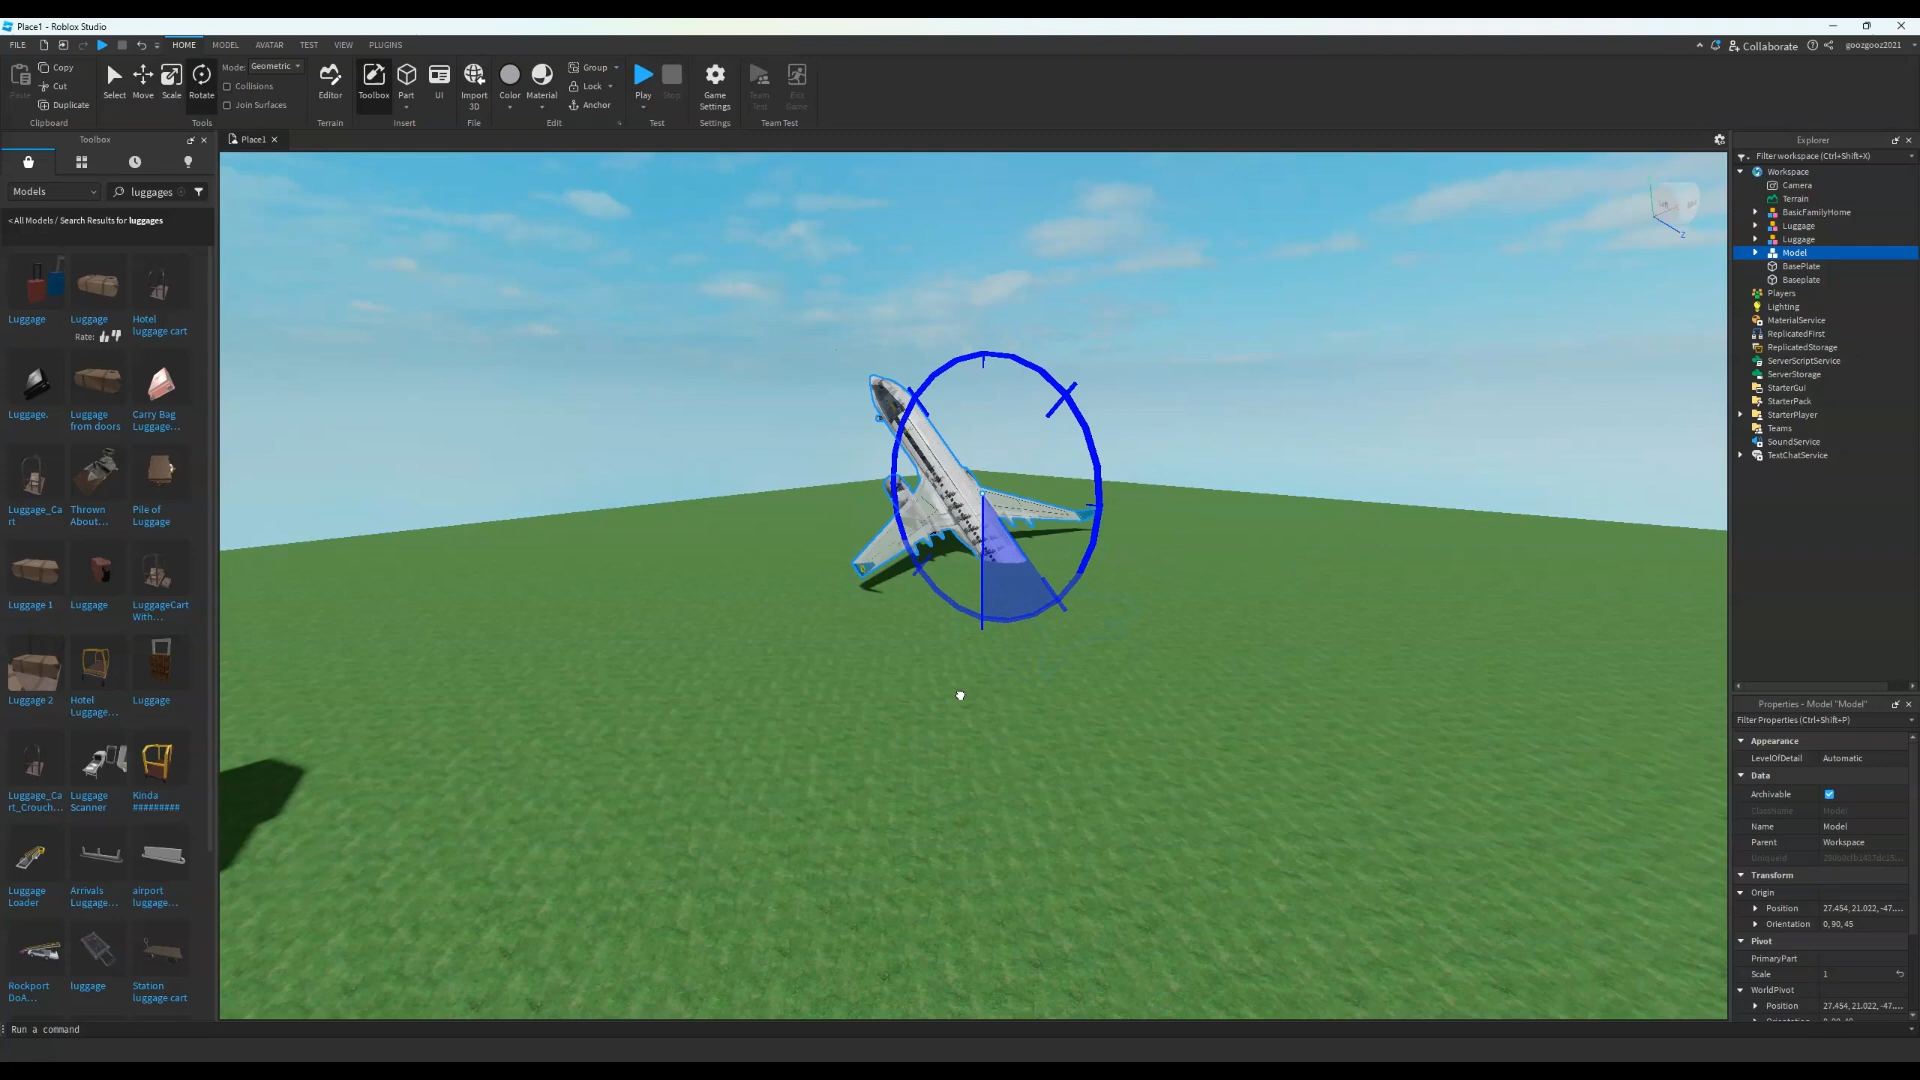 Place1 - Roblox Studio
FILE
HOME
MODEL
AVATAR
TEST
VIEW
PLUGINS
Collaborate
goozgooz2021
Paste
Copy
Cut
Duplicate
Clipboard
Select
Move
Scale
Rotate
Mode:
Geometric
Collisions
Join Surfaces
Tools
Editor
Terrain
Toolbox
Part
UI
Insert
Import
3D
File
Color
Material
Group
Lock
Anchor
Edit
Play
Stop
Test
Game
Settings
Settings
Team
Test
Exit
Game
Team Test
Toolbox
Models
luggages
< All Models / Search Results for luggages
Luggage
Luggage
Rate:
Hotel
luggage cart
Luggage.
Luggage
from doors
Carry Bag
Luggage...
Luggage_Ca
rt
Thrown
About...
Pile of
Luggage
Luggage 1
Luggage
LuggageCart
With...
Luggage 2
Hotel
Luggage...
Luggage
Luggage_Ca
rt_Crouch...
Luggage
Scanner
Kinda
#########
Luggage
Loader
Arrivals
Luggage...
airport
luggage...
Rockport
DoA...
luggage
Station
luggage cart
Place1
Explorer
Filter workspace (Ctrl+Shift+X)
Workspace
Camera
Terrain
BasicFamilyHome
Luggage
Luggage
Model
BasePlate
Baseplate
Players
Lighting
MaterialService
ReplicatedFirst
ReplicatedStorage
ServerScriptService
ServerStorage
StarterGui
StarterPack
StarterPlayer
Teams
SoundService
TextChatService
Properties - Model "Model"
Filter Properties (Ctrl+Shift+P)
Appearance
LevelOfDetail Automatic
Data
Archivable
ClassName Model
Name Model
Parent Workspace
UniqueId
Transform
Origin
Position 27.454, 21.022, -47....
Orientation 0, 90, 45
Pivot
PrimaryPart
Scale 1
WorldPivot
Position 27.454, 21.022, -47....
Run a command
Z